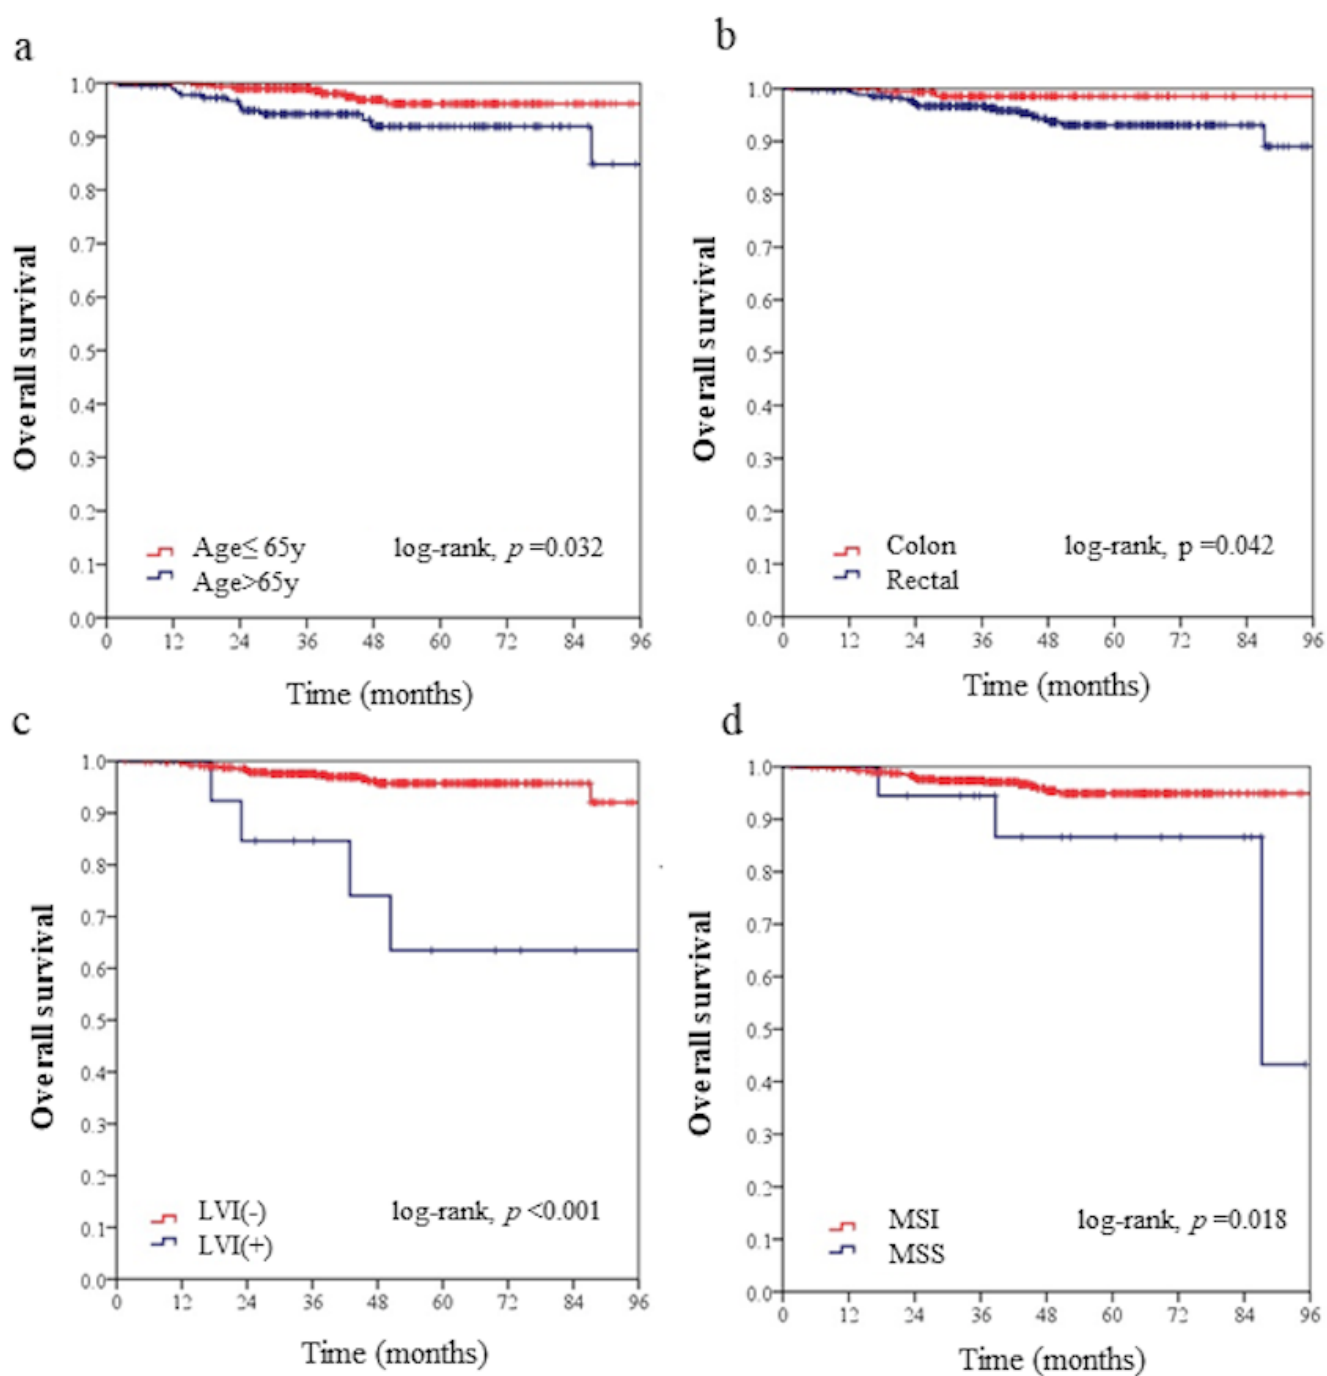 a
1.0
0.9
0.8
0.7
0.6
0.5
0.4
0.3
0.2
0.1
0.0
Overall survival
Age≤ 65y
Age>65y
log-rank, p =0.032
0 12 24 36 48 60 72 84 96
Time (months)
b
1.0
0.9
0.8
0.7
0.6
0.5
0.4
0.3
0.2
0.1
0.0
Overall survival
Colon
Rectal
log-rank, p =0.042
0 12 24 36 48 60 72 84 96
Time (months)
c
1.0
0.9
0.8
0.7
0.6
0.5
0.4
0.3
0.2
0.1
0.0
Overall survival
LVI(-)
LVI(+)
log-rank, p <0.001
0 12 24 36 48 60 72 84 96
Time (months)
d
1.0
0.9
0.8
0.7
0.6
0.5
0.4
0.3
0.2
0.1
0.0
Overall survival
MSI
MSS
log-rank, p =0.018
0 12 24 36 48 60 72 84 96
Time (months)